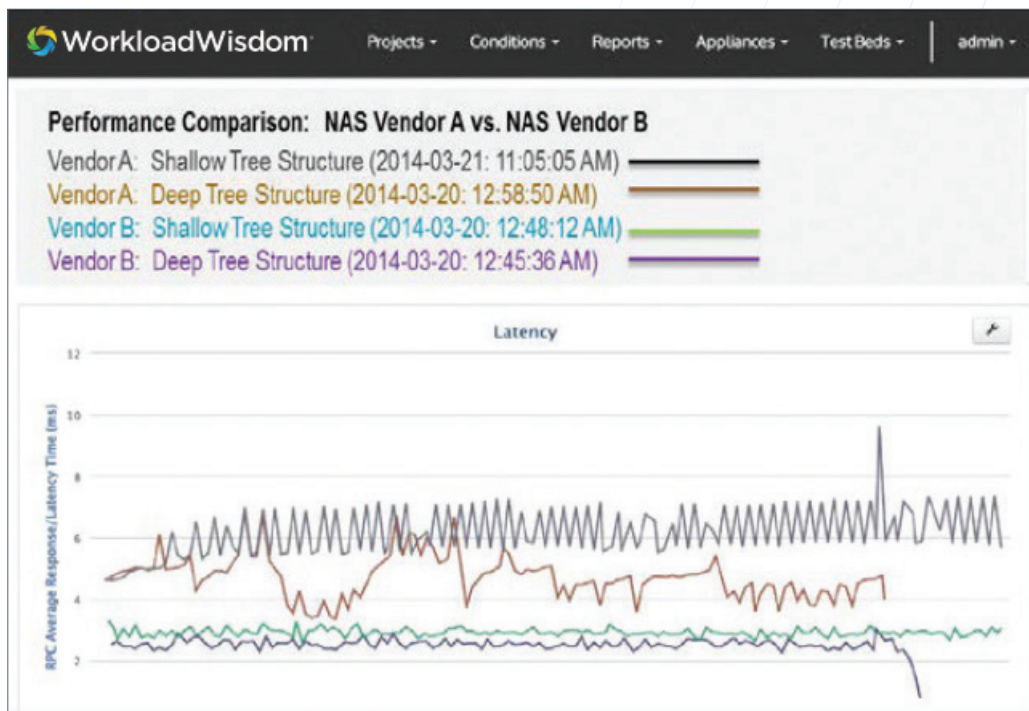 WorkloadWisdom
Projects Conditions Reports Appliances Test Beds admin
Performance Comparison: NAS Vendor A vs. NAS Vendor B
Vendor A: Shallow Tree Structure (2014-03-21: 11:05:05 AM)
Vendor A: Deep Tree Structure (2014-03-20: 12:58:50 AM)
Vendor B: Shallow Tree Structure (2014-03-20: 12:48:12 AM)
Vendor B: Deep Tree Structure (2014-03-20: 12:45:36 AM)
Latency
RPC Average Response/Latency Time (ms)
12
10
8
6
4
2